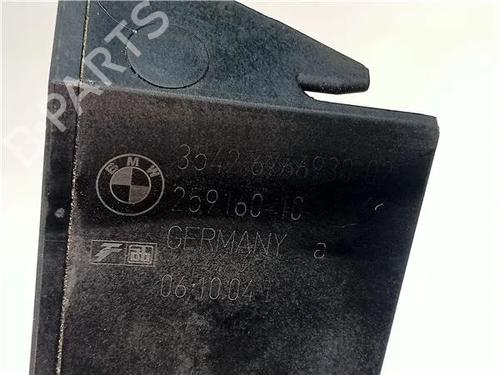 B-PARTS
BMW
3542 6766930-02
259160-10
GERMANY a
06.10.04